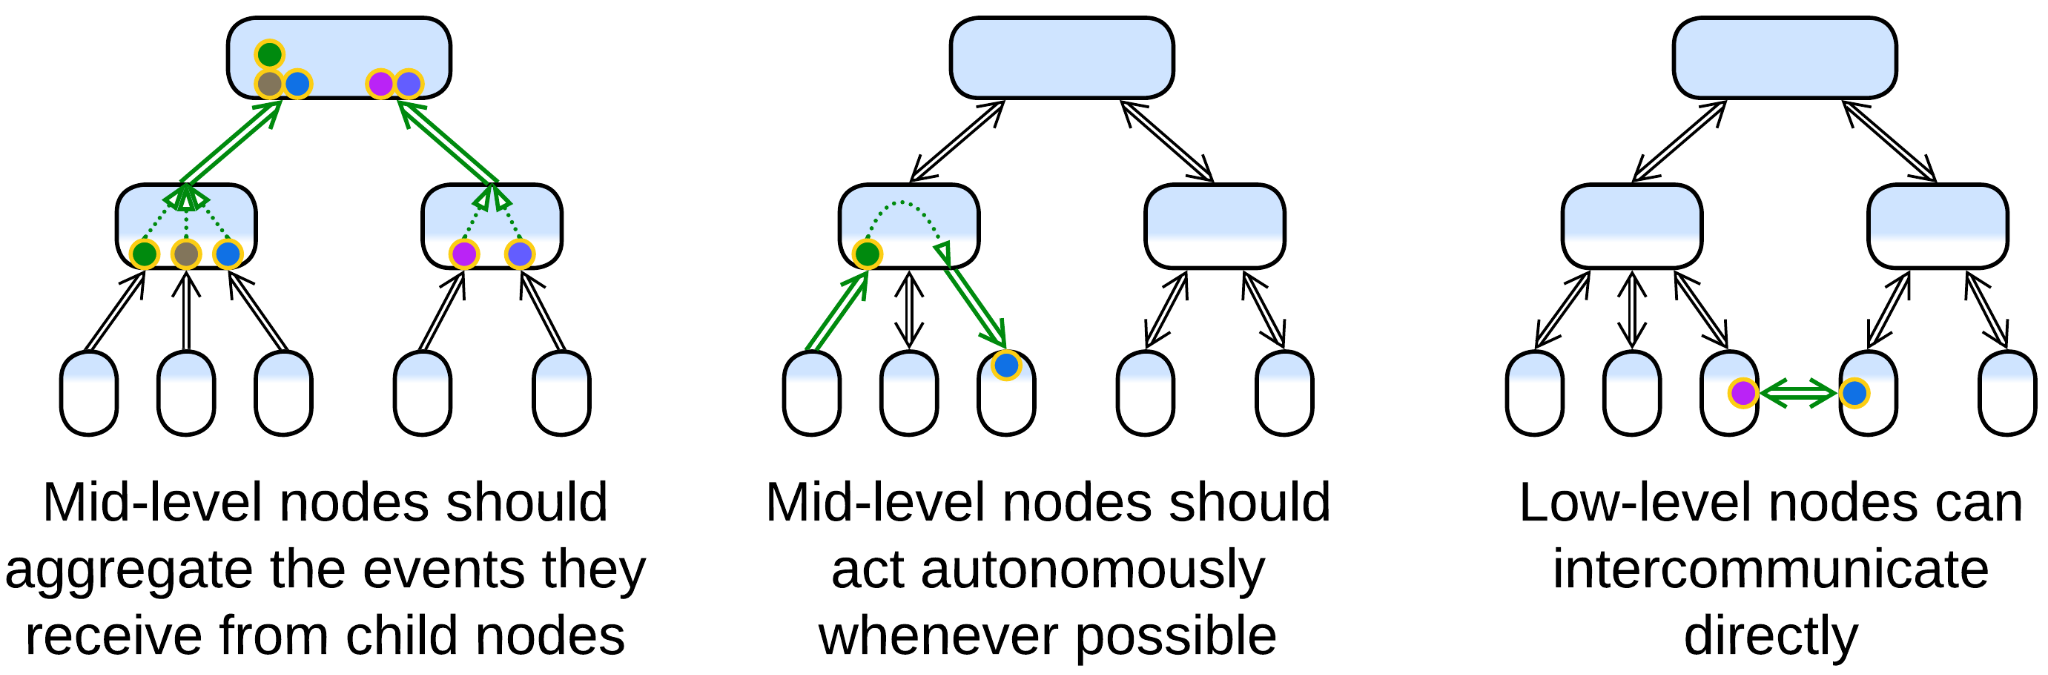 Mid-level nodes should
aggregate the events they
receive from child nodes
Mid-level nodes should
act autonomously
whenever possible
Low-level nodes can
intercommunicate
directly